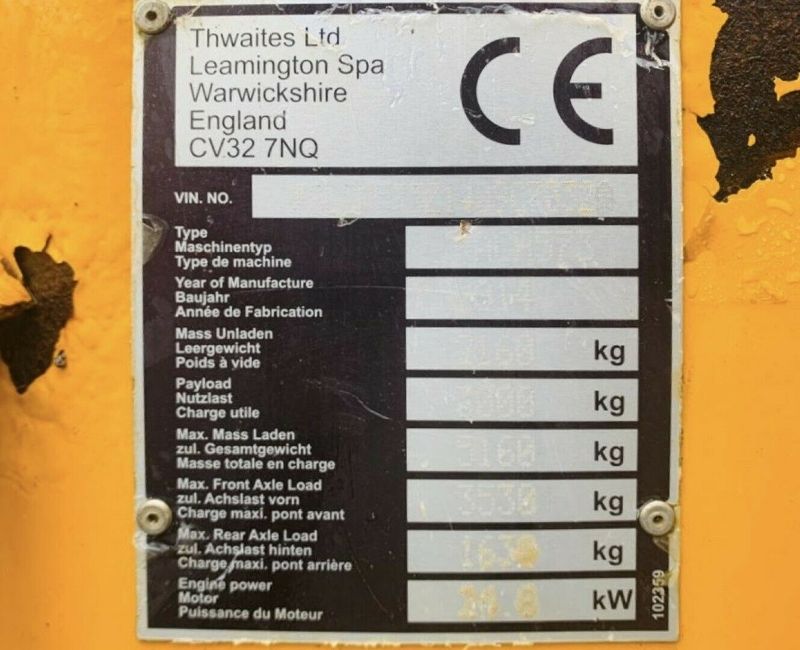 Thwaites Ltd
Leamington Spa
Warwickshire
England
CV32 7NQ
CE
VIN. NO.
Type
Maschinentyp
Type de machine
Year of Manufacture
Baujahr
Année de Fabrication
Mass Unladen
Leergewicht
Poids à vide
kg
Payload
Nutzlast
Charge utile
kg
Max. Mass Laden
zul. Gesamtgewicht
Masse totale en charge
kg
Max. Front Axle Load
zul. Achslast vorn
Charge maxi. pont avant
3530 kg
Max. Rear Axle Load
zul. Achslast hinten
Charge maxi. pont arrière
1630 kg
Engine power
Motor
Puissance du Moteur
kW
102359